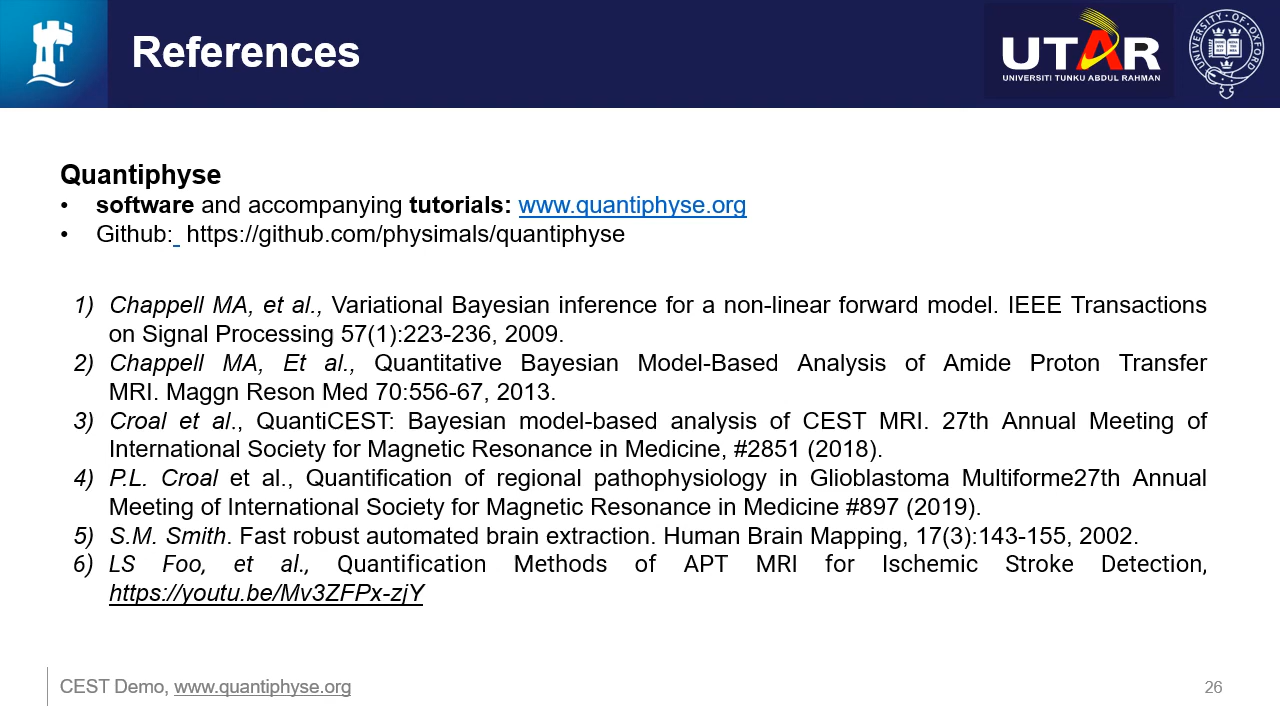 References
UTAR
UNIVERSITI TUNKU ABDUL RAHMAN
UNIVERSITY · OF · OXFORD
Quantiphyse
• software and accompanying tutorials: www.quantiphyse.org
• Github: https://github.com/physimals/quantiphyse
1) Chappell MA, et al., Variational Bayesian inference for a non-linear forward model. IEEE Transactions
on Signal Processing 57(1):223-236, 2009.
2) Chappell MA, Et al., Quantitative Bayesian Model-Based Analysis of Amide Proton Transfer
MRI. Maggn Reson Med 70:556-67, 2013.
3) Croal et al., QuantiCEST: Bayesian model-based analysis of CEST MRI. 27th Annual Meeting of
International Society for Magnetic Resonance in Medicine, #2851 (2018).
4) P.L. Croal et al., Quantification of regional pathophysiology in Glioblastoma Multiforme27th Annual
Meeting of International Society for Magnetic Resonance in Medicine #897 (2019).
5) S.M. Smith. Fast robust automated brain extraction. Human Brain Mapping, 17(3):143-155, 2002.
6) LS Foo, et al., Quantification Methods of APT MRI for Ischemic Stroke Detection,
https://youtu.be/Mv3ZFPx-zjY
CEST Demo, www.quantiphyse.org
26